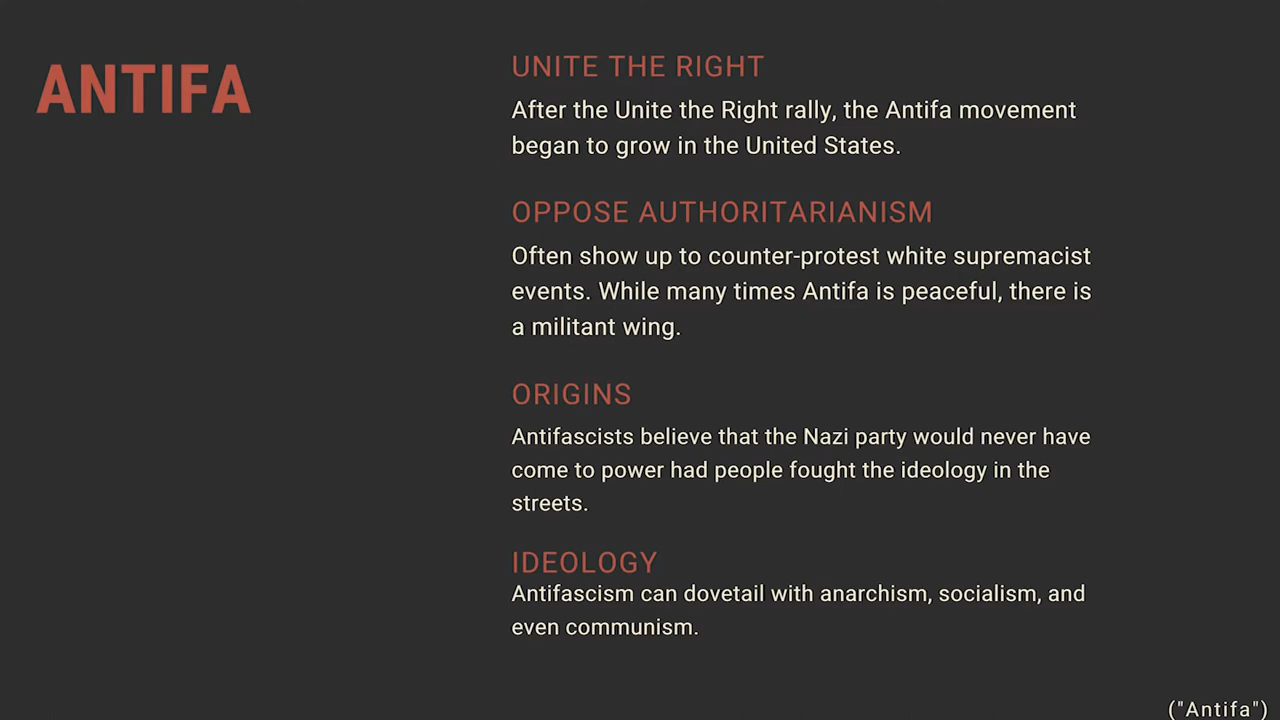 ANTIFA
UNITE THE RIGHT
After the Unite the Right rally, the Antifa movement
began to grow in the United States.
OPPOSE AUTHORITARIANISM
Often show up to counter-protest white supremacist
events. While many times Antifa is peaceful, there is
a militant wing.
ORIGINS
Antifascists believe that the Nazi party would never have
come to power had people fought the ideology in the
streets.
IDEOLOGY
Antifascism can dovetail with anarchism, socialism, and
even communism.
("Antifa")